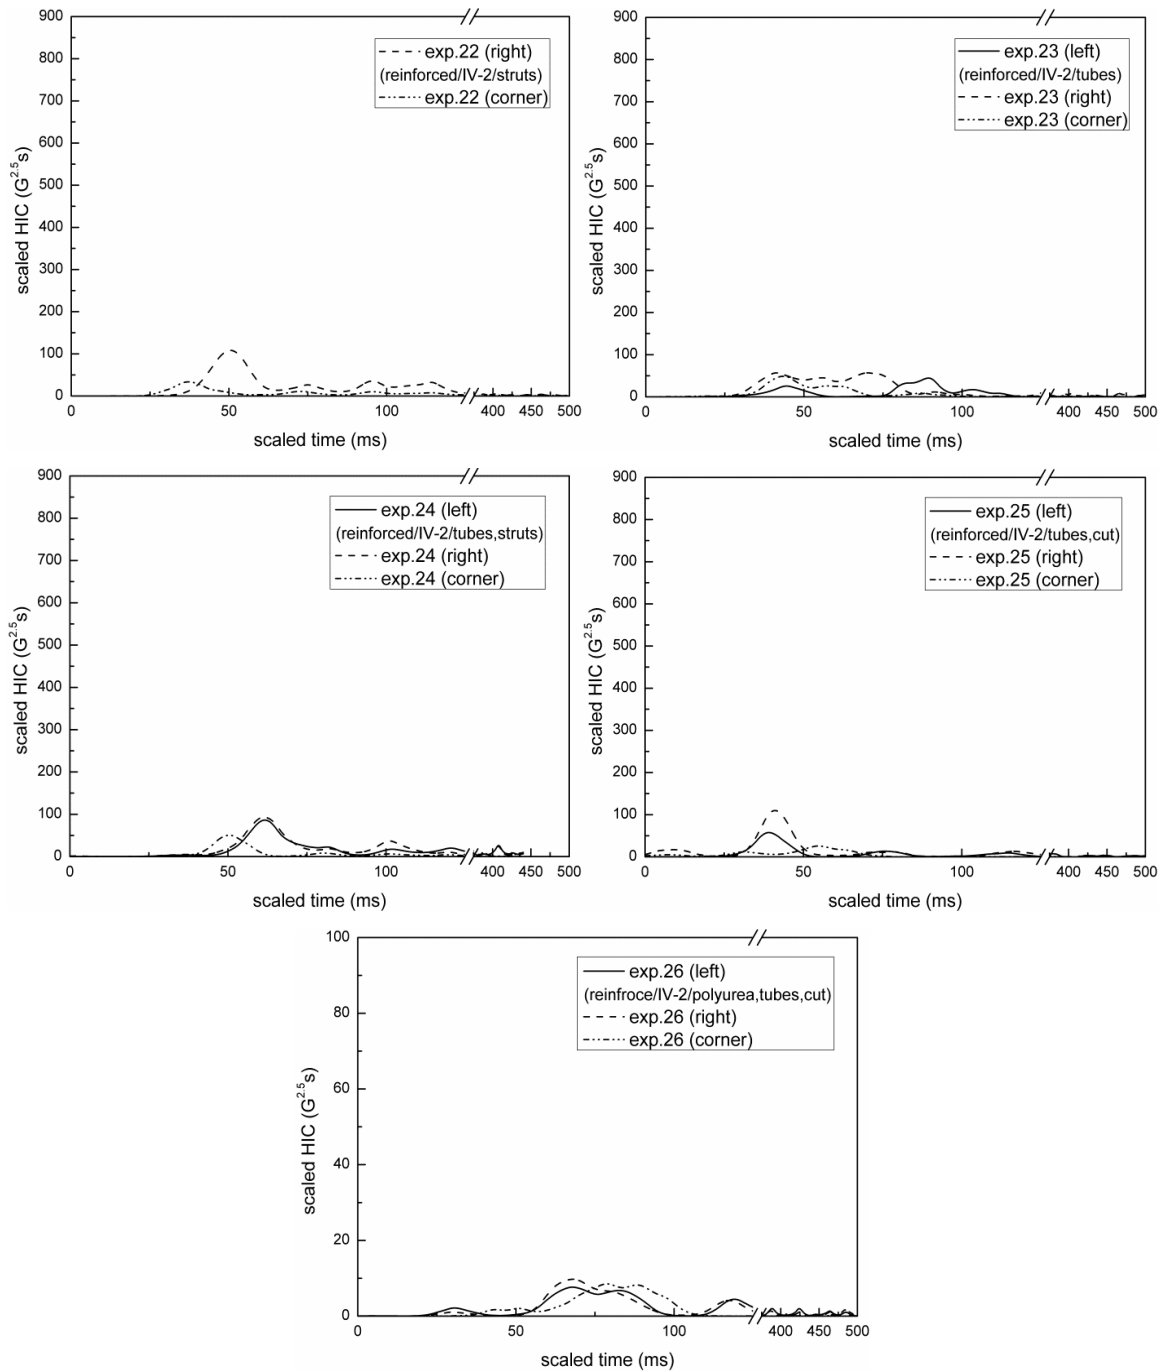 900
800
700
600
500
400
300
200
100
0
scaled HIC (G2.5s)
exp.22 (right)
(reinforced/IV-2/struts)
exp.22 (corner)
0 50 100 400 450 500
scaled time (ms)
900
800
700
600
500
400
300
200
100
0
scaled HIC (G2.5s)
exp.23 (left)
(reinforced/IV-2/tubes)
exp.23 (right)
exp.23 (corner)
0 50 100 400 450 500
scaled time (ms)
900
800
700
600
500
400
300
200
100
0
scaled HIC (G2.5s)
exp.24 (left)
(reinforced/IV-2/tubes,struts)
exp.24 (right)
exp.24 (corner)
0 50 100 400 450 500
scaled time (ms)
900
800
700
600
500
400
300
200
100
0
scaled HIC (G2.5s)
exp.25 (left)
(reinforced/IV-2/tubes,cut)
exp.25 (right)
exp.25 (corner)
0 50 100 400 450 500
scaled time (ms)
100
80
60
40
20
0
scaled HIC (G2.5s)
exp.26 (left)
(reinfroce/IV-2/polyurea,tubes,cut)
exp.26 (right)
exp.26 (corner)
0 50 100 400 450 500
scaled time (ms)